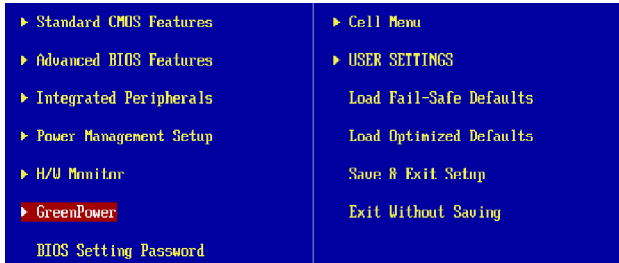 Standard CMOS Features
Advanced BIOS Features
Integrated Peripherals
Power Management Setup
H/W Monitor
GreenPower
BIOS Setting Password
Cell Menu
USER SETTINGS
Load Fail-Safe Defaults
Load Optimized Defaults
Save & Exit Setup
Exit Without Saving